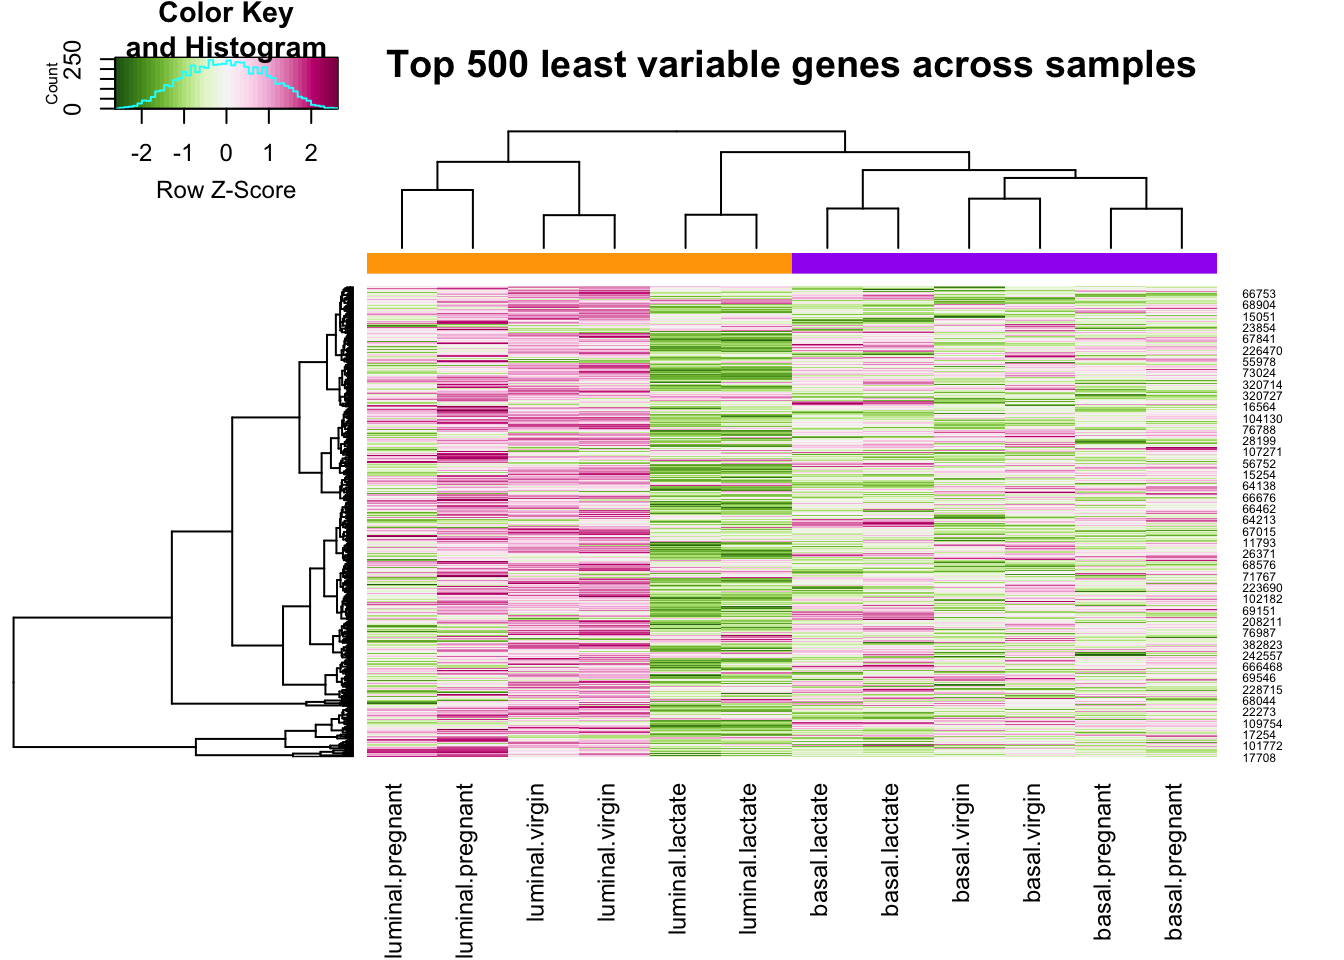 Color Key
and Histogram
Top 500 least variable genes across samples
Count
0 250
-2 -1 0 1 2
Row Z-Score
66753
68904
15051
23854
67841
226470
55978
73024
320714
320727
16564
104130
76788
28199
107271
56752
15254
64138
66676
66462
64213
67015
11793
26371
68576
71767
223690
102182
69151
208211
76987
382823
242557
666468
69546
228715
68044
22273
109754
17254
101772
17708
luminal.pregnant
luminal.pregnant
luminal.virgin
luminal.virgin
luminal.lactate
luminal.lactate
basal.lactate
basal.lactate
basal.virgin
basal.virgin
basal.pregnant
basal.pregnant